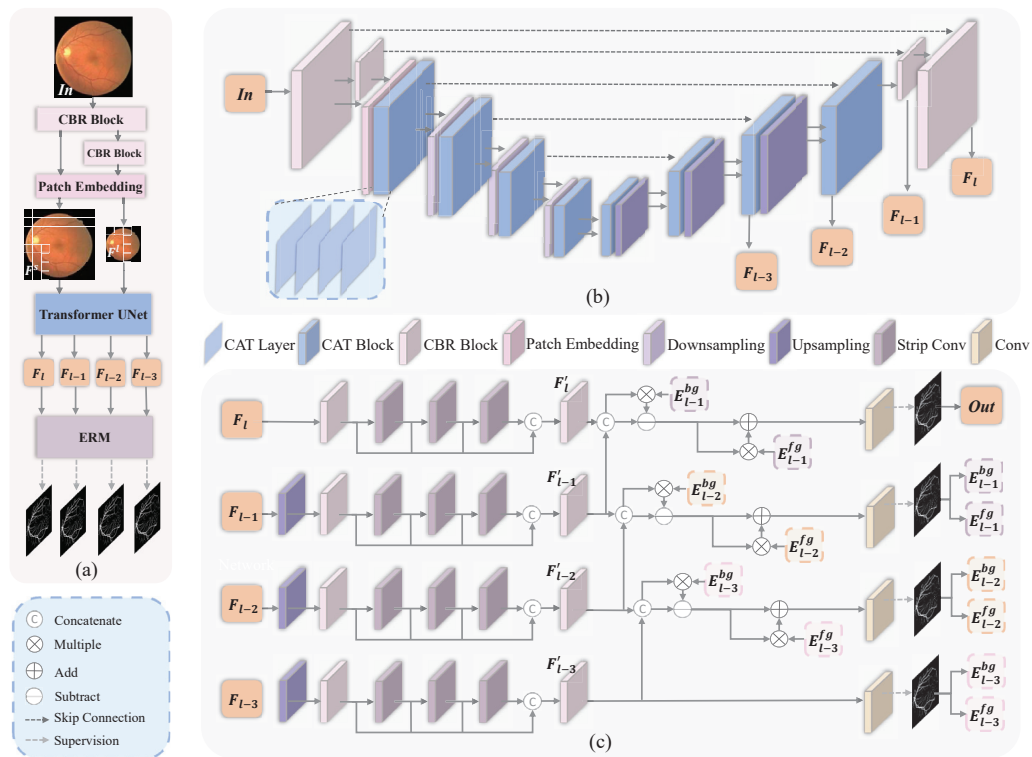 In
CBR Block
CBR Block
Patch Embedding
F^s
F^l
Transformer UNet
F_l
F_{l-1}
F_{l-2}
F_{l-3}
ERM
(a)
C Concatenate
Multiple
Add
Subtract
Skip Connection
Supervision
In
F_l
F_{l-1}
F_{l-2}
F_{l-3}
(b)
CAT Layer
CAT Block
CBR Block
Patch Embedding
Downsampling
Upsampling
Strip Conv
Conv
F_l
C
F'_l
C
E^{bg}_{l-1}
E^{fg}_{l-1}
Out
F_{l-1}
C
F'_{l-1}
C
E^{bg}_{l-2}
E^{fg}_{l-2}
E^{bg}_{l-1}
E^{fg}_{l-1}
F_{l-2}
C
F'_{l-2}
C
E^{bg}_{l-3}
E^{fg}_{l-3}
E^{bg}_{l-2}
E^{fg}_{l-2}
F_{l-3}
C
F'_{l-3}
E^{bg}_{l-3}
E^{fg}_{l-3}
(c)